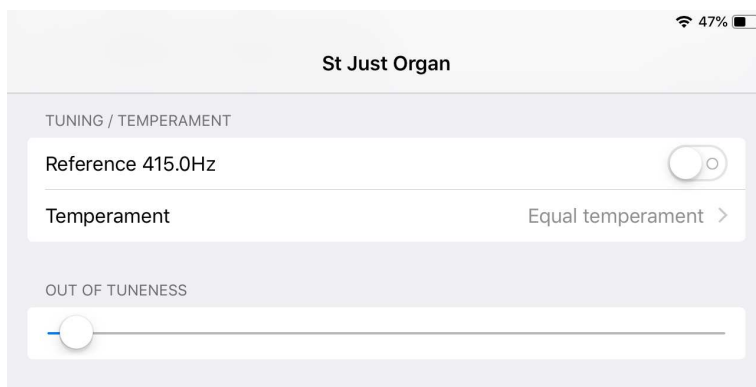 47%
St Just Organ
TUNING / TEMPERAMENT
Reference 415.0Hz
Temperament Equal temperament
OUT OF TUNENESS